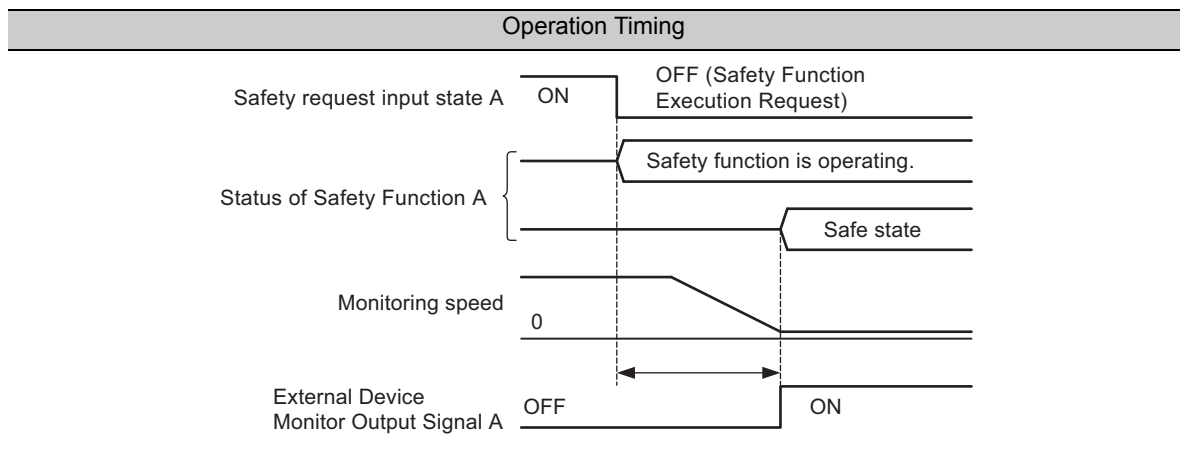 Operation Timing
Safety request input state A
ON
OFF (Safety Function
Execution Request)
Status of Safety Function A
Safety function is operating.
Safe state
Monitoring speed
0
External Device
Monitor Output Signal A
OFF
ON